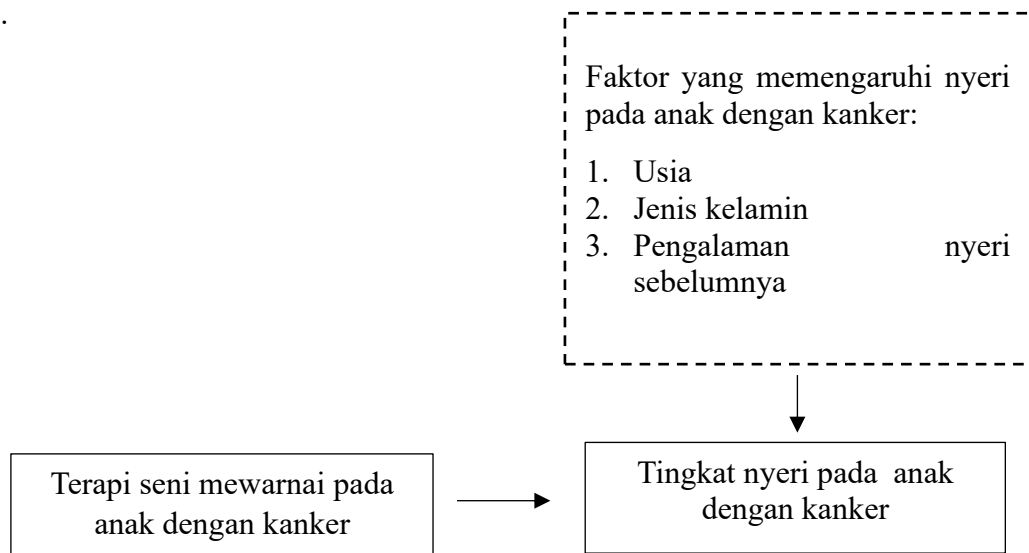 .
Faktor yang memengaruhi nyeri
pada anak dengan kanker:
1. Usia
2. Jenis kelamin
3. Pengalaman nyeri
sebelumnya
Terapi seni mewarnai pada
anak dengan kanker
Tingkat nyeri pada anak
dengan kanker